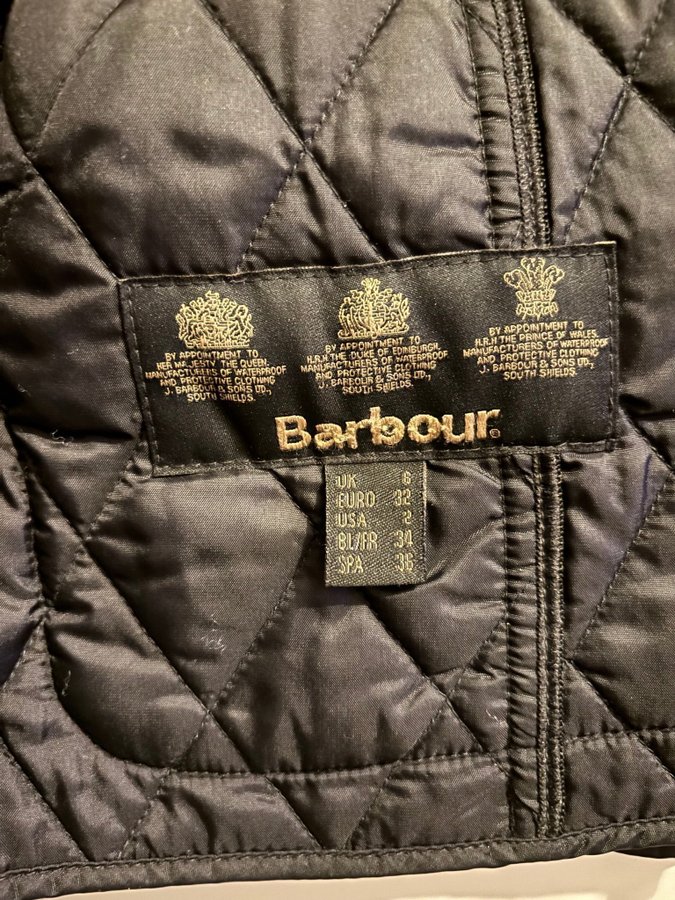 BY APPOINTMENT TO
HER MAJESTY THE QUEEN
MANUFACTURERS OF WATERPROOF
AND PROTECTIVE CLOTHING
J. BARBOUR & SONS LTD.,
SOUTH SHIELDS.
BY APPOINTMENT TO
H.R.H THE DUKE OF EDINBURGH
MANUFACTURERS OF WATERPROOF
AND PROTECTIVE CLOTHING
J. BARBOUR & SONS LTD.,
SOUTH SHIELDS.
BY APPOINTMENT TO
H.R.H THE PRINCE OF WALES
MANUFACTURERS OF WATERPROOF
AND PROTECTIVE CLOTHING
J. BARBOUR & SONS LTD.,
SOUTH SHIELDS.
Barbour.
UK 6
EURO 32
USA 2
BL/FR 34
SPA 36